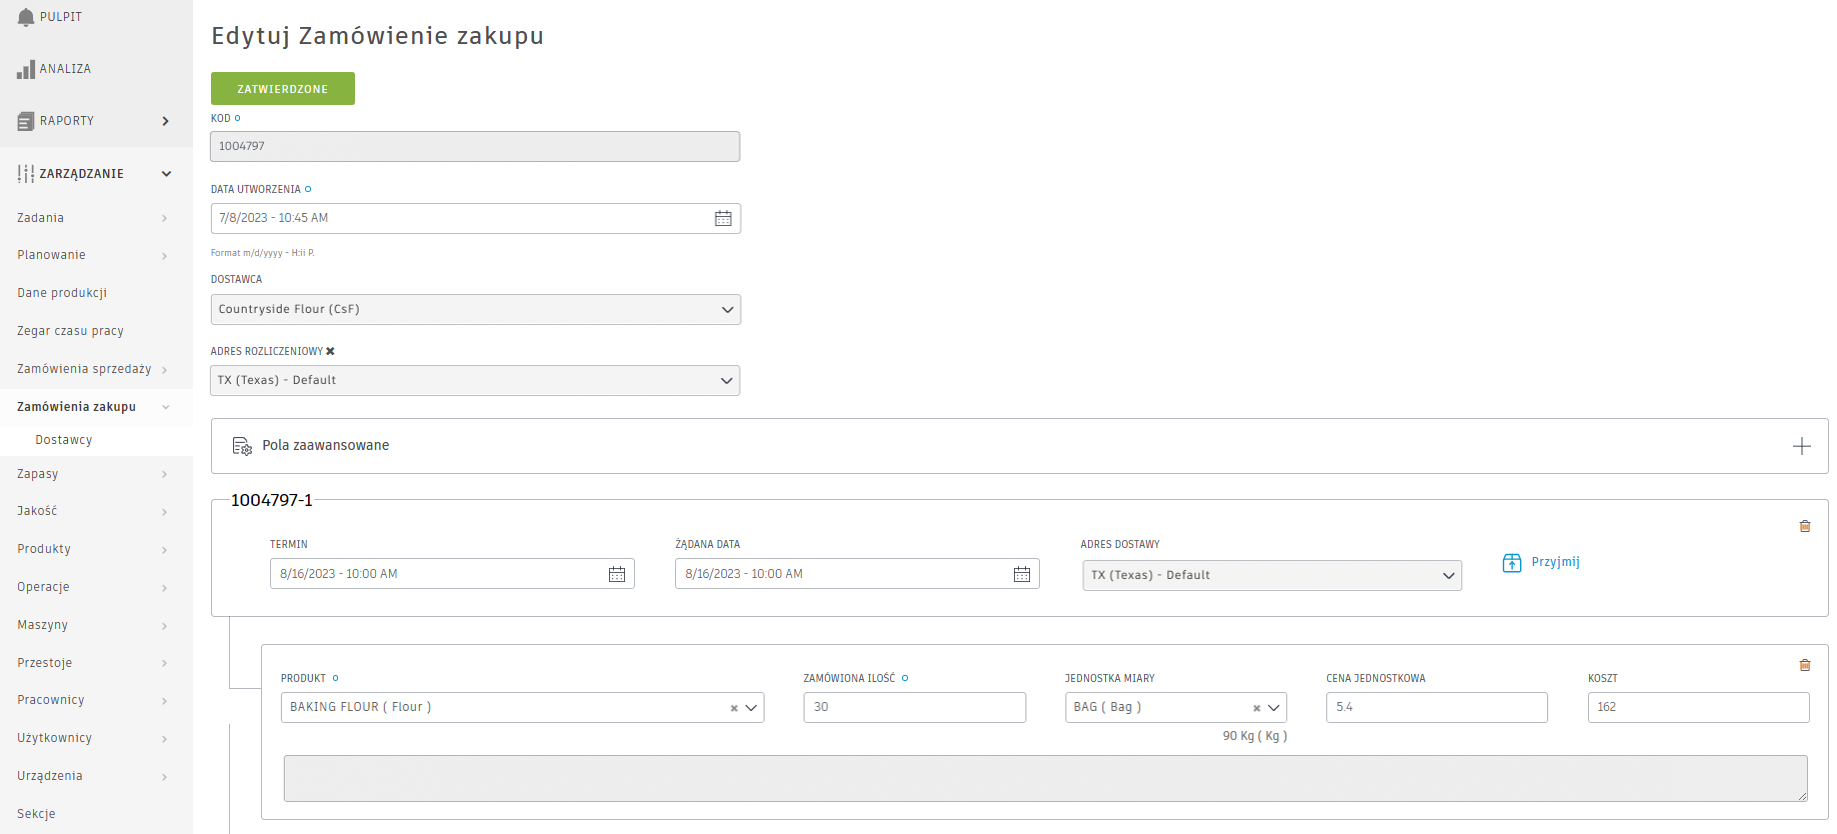 PULPIT
ANALIZA
RAPORTY
ZARZĄDZANIE
Zadania
Planowanie
Dane produkcji
Zegar czasu pracy
Zamówienia sprzedaży
Zamówienia zakupu
Dostawcy
Zapasy
Jakość
Produkty
Operacje
Maszyny
Przestoje
Pracownicy
Użytkownicy
Urządzenia
Sekcje
Edytuj Zamówienie zakupu
ZATWIERDZONE
KOD
1004797
DATA UTWORZENIA
7/8/2023 - 10:45 AM
Format m/d/yyyy - H:ii P.
DOSTAWCA
Countryside Flour (CsF)
ADRES ROZLICZENIOWY
TX (Texas) - Default
Pola zaawansowane
1004797-1
TERMIN ŻĄDANA DATA ADRES DOSTAWY
8/16/2023 - 10:00 AM 8/16/2023 - 10:00 AM TX (Texas) - Default Przyjmij
PRODUKT ZAMÓWIONA ILOŚĆ JEDNOSTKA MIARY CENA JEDNOSTKOWA KOSZT
BAKING FLOUR ( Flour ) 30 BAG ( Bag ) 5.4 162
90 Kg ( Kg )